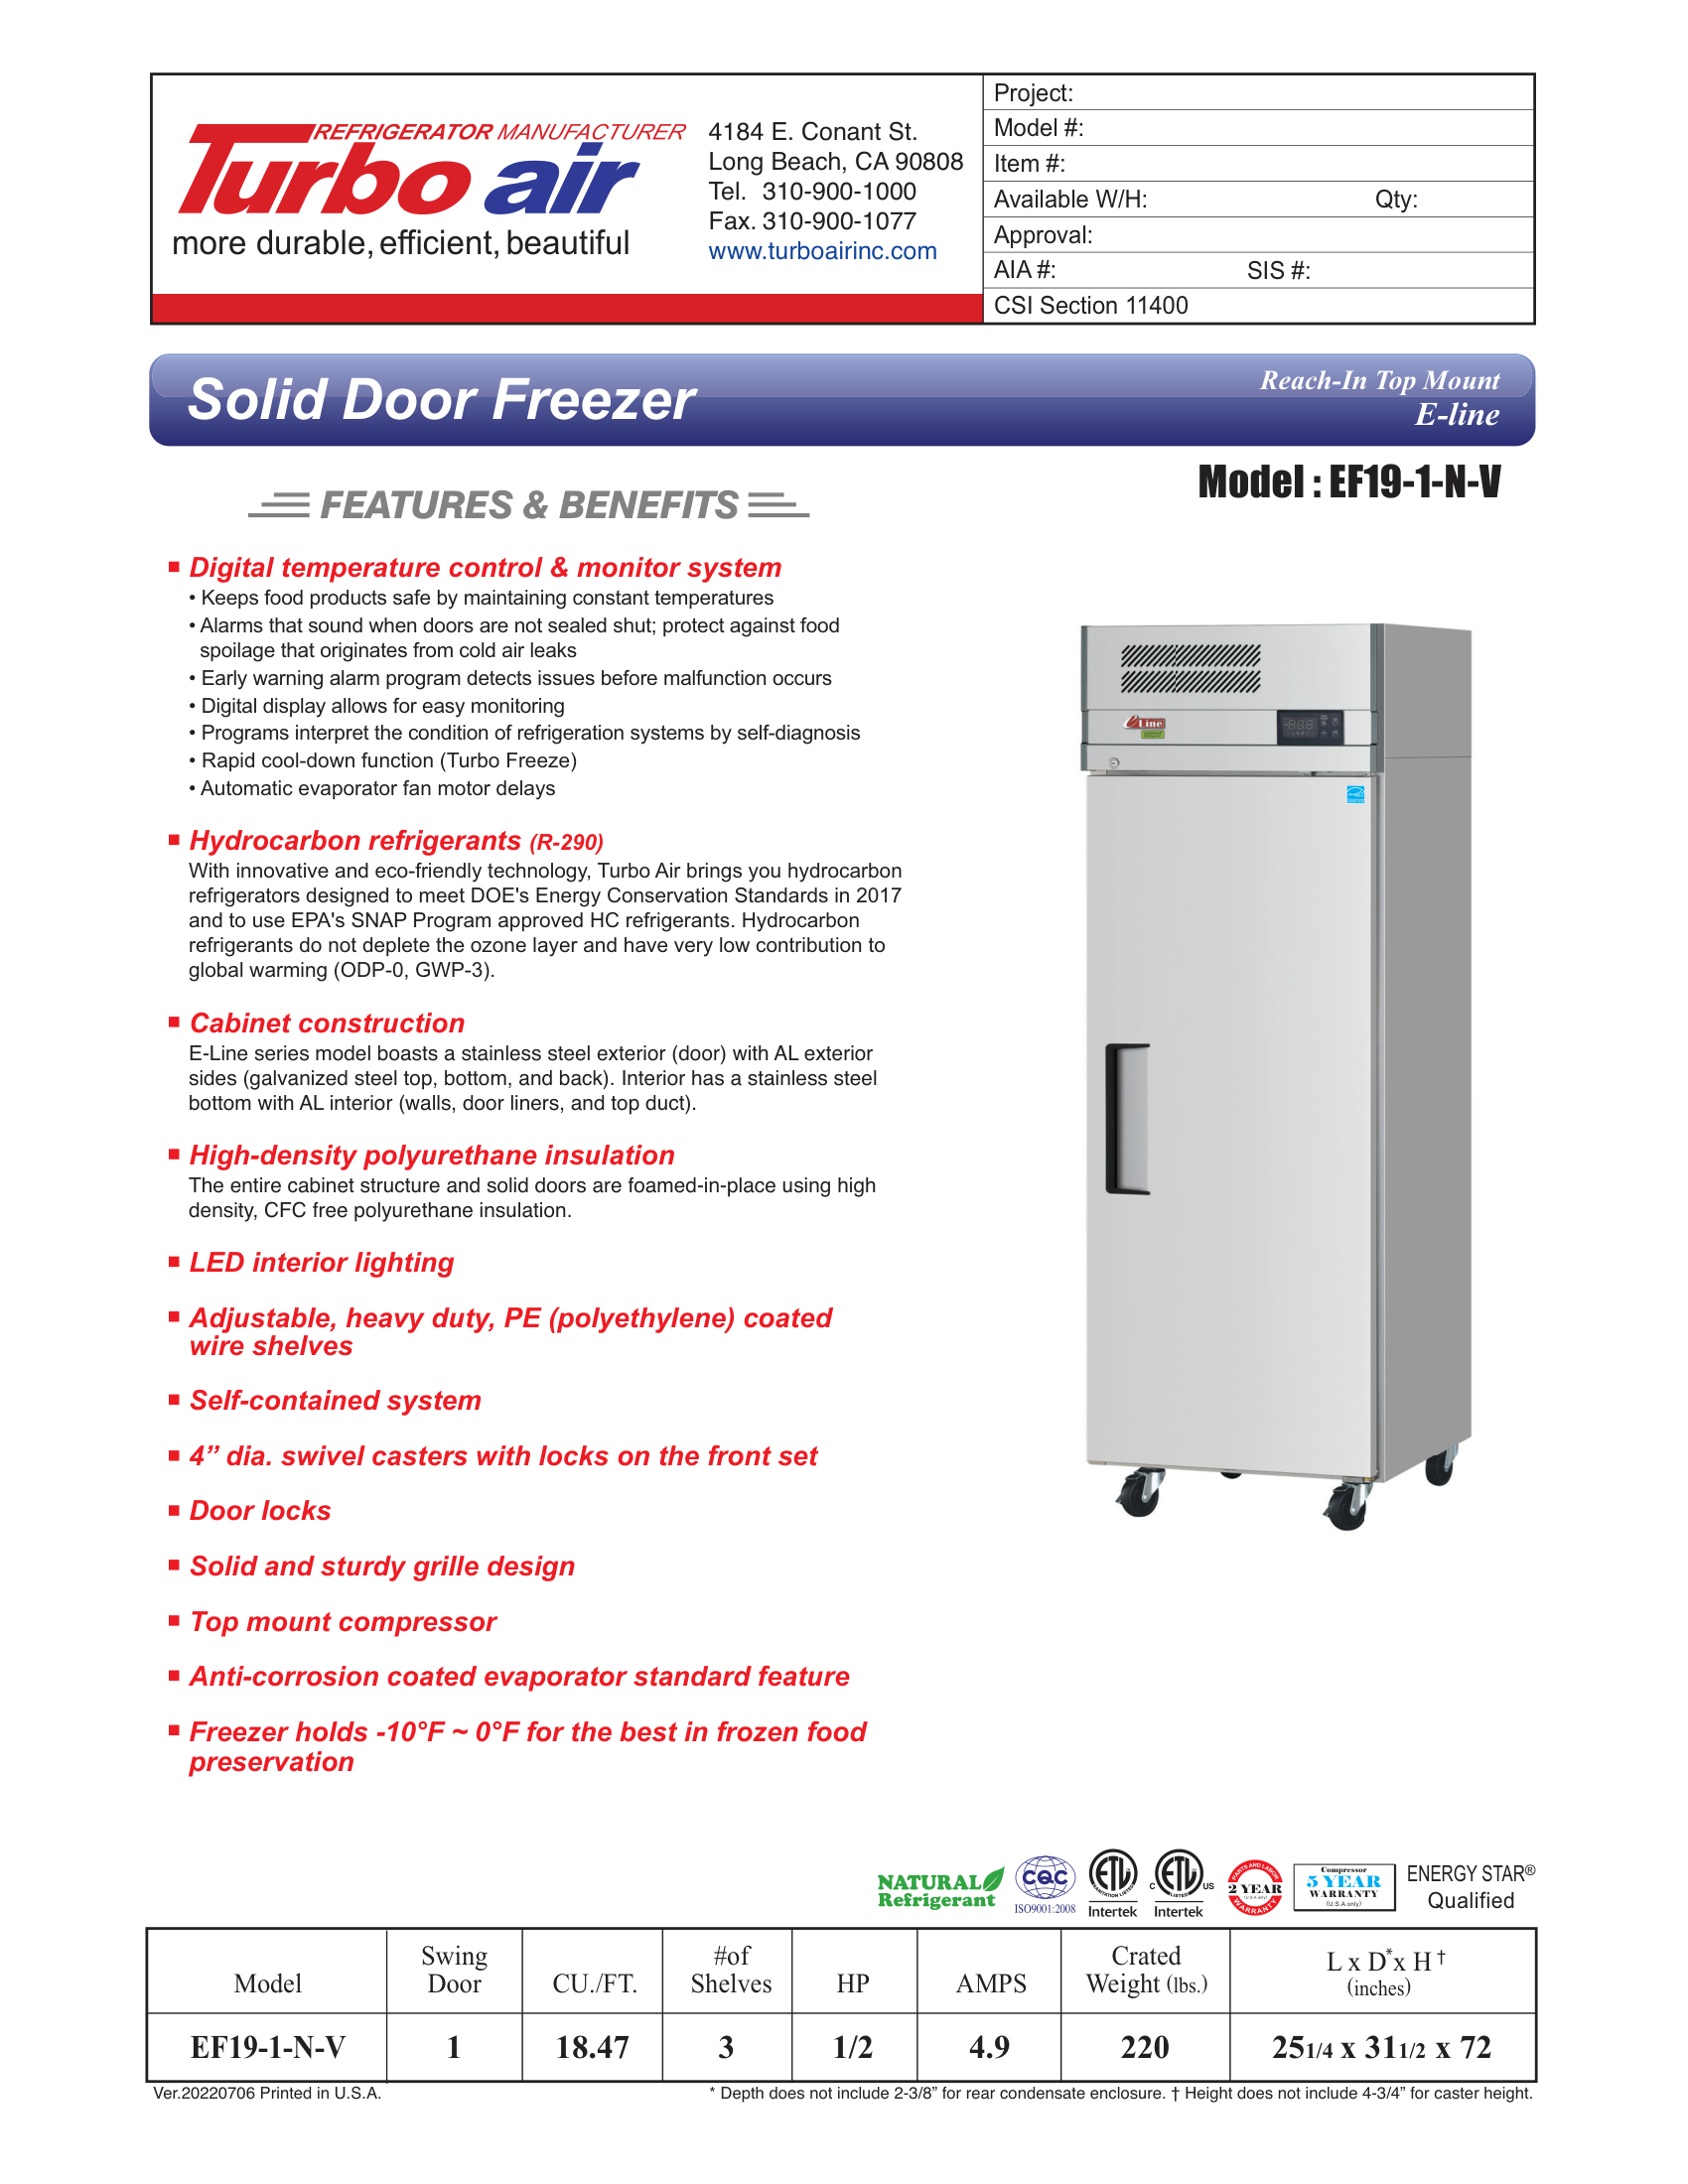 REFRIGERATOR MANUFACTURER
Turbo air
more durable, efficient, beautiful
4184 E. Conant St.
Long Beach, CA 90808
Tel. 310-900-1000
Fax. 310-900-1077
www.turboairinc.com
Project:
Model #:
Item #:
Available W/H: Qty:
Approval:
AIA #: SIS #:
CSI Section 11400
Solid Door Freezer
Reach-In Top Mount
E-line
Model : EF19-1-N-V
FEATURES & BENEFITS
Digital temperature control & monitor system
• Keeps food products safe by maintaining constant temperatures
• Alarms that sound when doors are not sealed shut; protect against food
spoilage that originates from cold air leaks
• Early warning alarm program detects issues before malfunction occurs
• Digital display allows for easy monitoring
• Programs interpret the condition of refrigeration systems by self-diagnosis
• Rapid cool-down function (Turbo Freeze)
• Automatic evaporator fan motor delays
Hydrocarbon refrigerants (R-290)
With innovative and eco-friendly technology, Turbo Air brings you hydrocarbon
refrigerators designed to meet DOE's Energy Conservation Standards in 2017
and to use EPA's SNAP Program approved HC refrigerants. Hydrocarbon
refrigerants do not deplete the ozone layer and have very low contribution to
global warming (ODP-0, GWP-3).
Cabinet construction
E-Line series model boasts a stainless steel exterior (door) with AL exterior
sides (galvanized steel top, bottom, and back). Interior has a stainless steel
bottom with AL interior (walls, door liners, and top duct).
High-density polyurethane insulation
The entire cabinet structure and solid doors are foamed-in-place using high
density, CFC free polyurethane insulation.
LED interior lighting
Adjustable, heavy duty, PE (polyethylene) coated
wire shelves
Self-contained system
4” dia. swivel casters with locks on the front set
Door locks
Solid and sturdy grille design
Top mount compressor
Anti-corrosion coated evaporator standard feature
Freezer holds -10°F ~ 0°F for the best in frozen food
preservation
eLine
NATURAL
Refrigerant
CQC
ISO9001:2008
ETL
SANITATION LISTED
Intertek
C ETL US
LISTED
Intertek
PARTS AND LABOR
2 YEAR
(U.S.A only)
WARRANTY
Compressor
5 YEAR
WARRANTY
(U.S.A only)
ENERGY STAR®
Qualified
Model
Swing
Door
CU./FT.
#of
Shelves
HP
AMPS
Crated
Weight (lbs.)
L x D* x H †
(inches)
EF19-1-N-V 1 18.47 3 1/2 4.9 220 25 1/4 x 31 1/2 x 72
Ver.20220706 Printed in U.S.A.
* Depth does not include 2-3/8” for rear condensate enclosure. † Height does not include 4-3/4” for caster height.